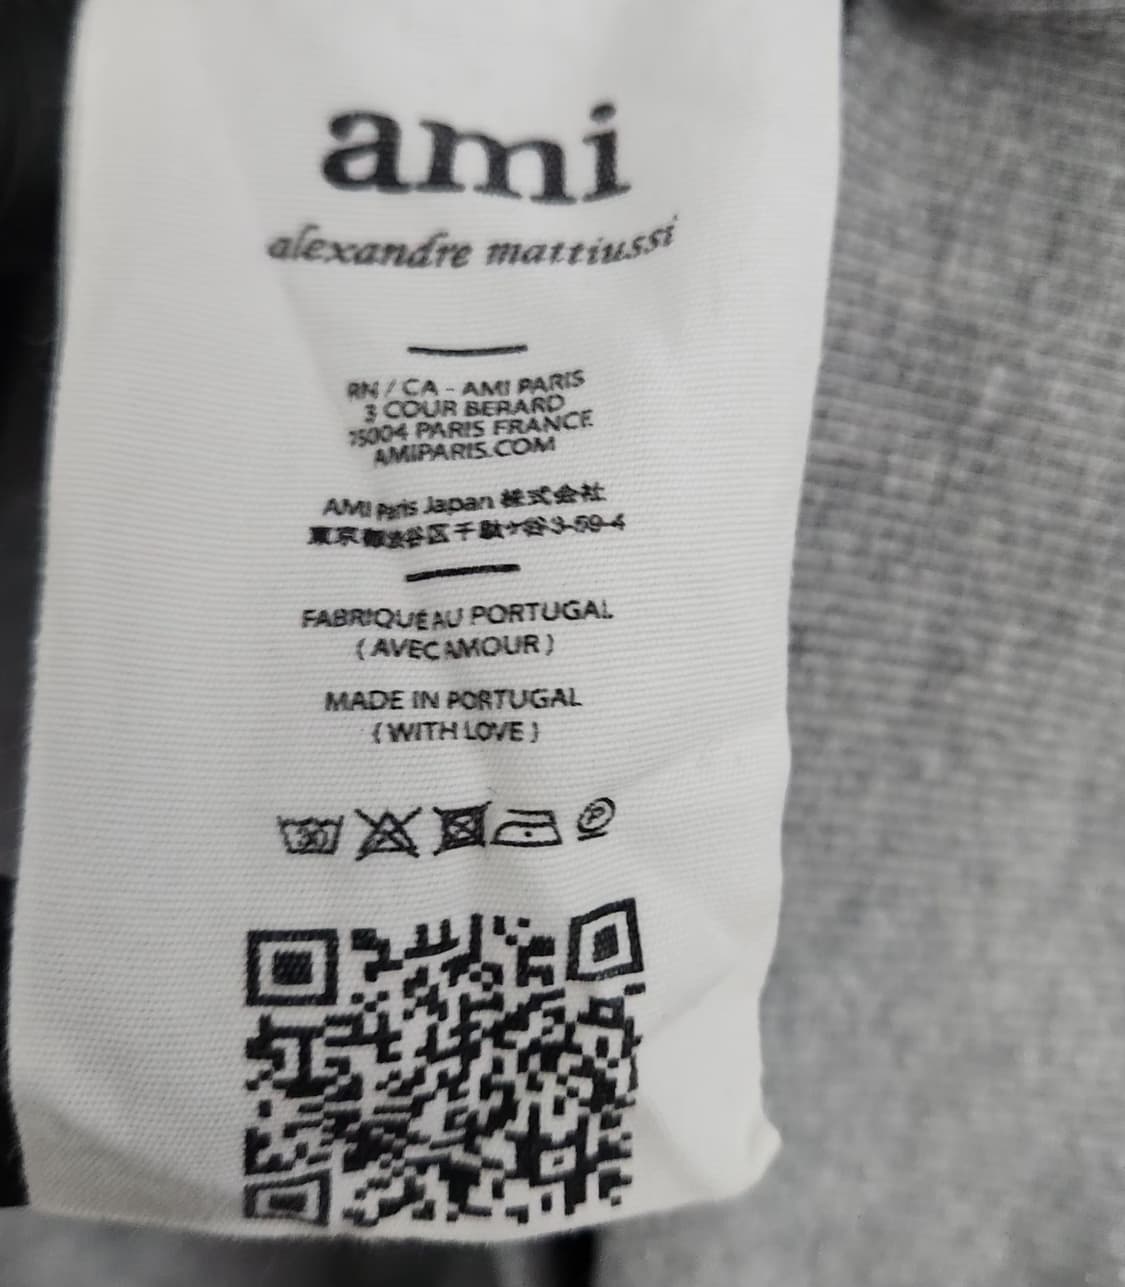 ami
alexandre mattiussi
RN / CA - AMI PARIS
3 COUR BERARD
75004 PARIS FRANCE
AMIPARIS.COM
AMI Paris Japan 株式会社
東京都渋谷区千駄ヶ谷3-59-4
FABRIQUÉ AU PORTUGAL
( AVEC AMOUR )
MADE IN PORTUGAL
( WITH LOVE )
30
P